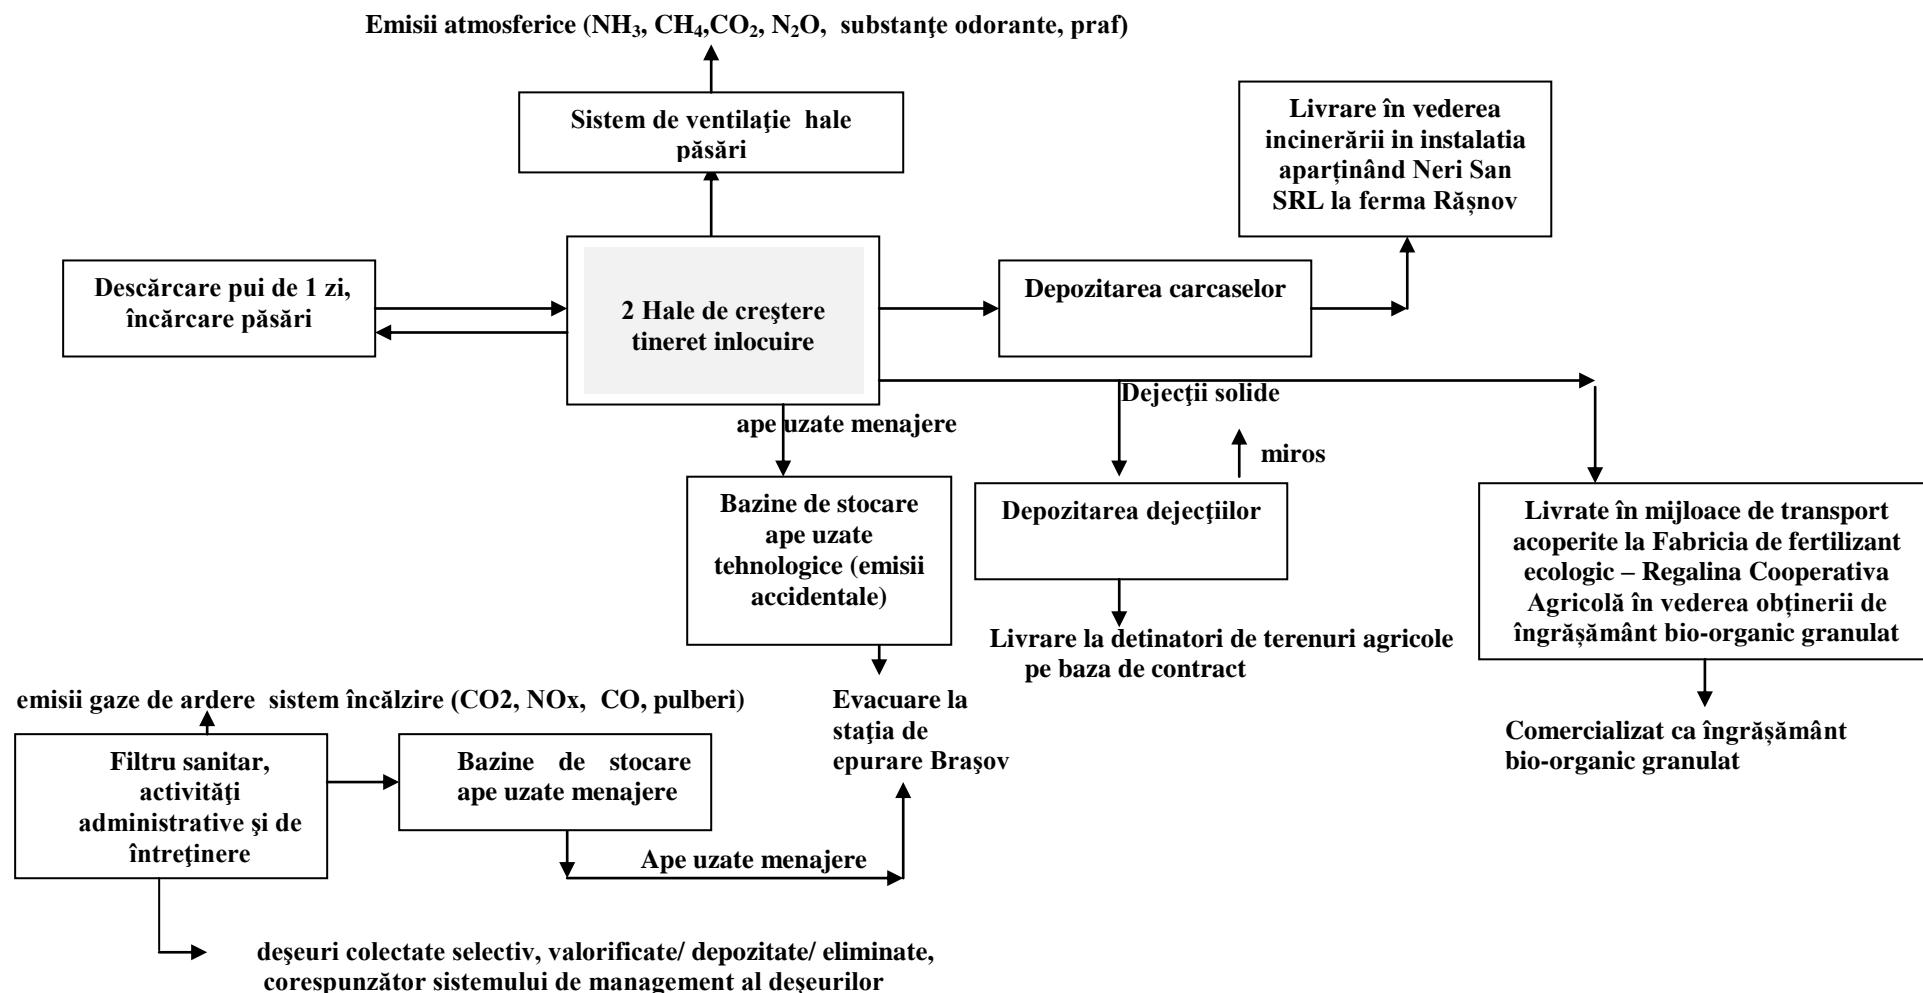 Emisii atmosferice (NH₃, CH₄,CO₂, N₂O, substanţe odorante, praf)
Sistem de ventilaţie hale
păsări
Livrare în vederea
incinerării in instalatia
aparținând Neri San
SRL la ferma Râșnov
Descărcare pui de 1 zi,
încărcare păsări
2 Hale de creştere
tineret inlocuire
Depozitarea carcaselor
Dejecţii solide
ape uzate menajere
miros
Bazine de stocare
ape uzate
tehnologice (emisii
accidentale)
Depozitarea dejecţiilor
Livrate în mijloace de transport
acoperite la Fabricia de fertilizant
ecologic – Regalina Cooperativa
Agricolă în vederea obținerii de
îngrășământ bio-organic granulat
Livrare la detinatori de terenuri agricole
pe baza de contract
emisii gaze de ardere sistem încălzire (CO2, NOx, CO, pulberi)
Evacuare la
staţia de
epurare Braşov
Comercializat ca îngrășământ
bio-organic granulat
Filtru sanitar,
activităţi
administrative şi de
întreţinere
Bazine de stocare
ape uzate menajere
Ape uzate menajere
deşeuri colectate selectiv, valorificate/ depozitate/ eliminate,
corespunzător sistemului de management al deşeurilor